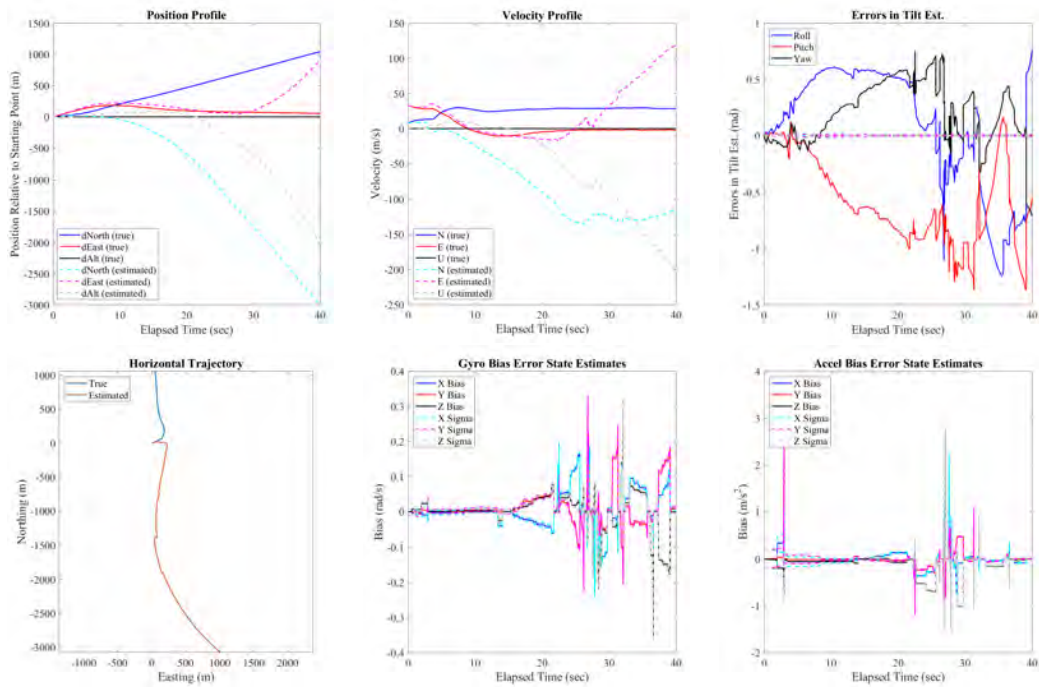 Position Profile
Position Relative to Starting Point (m)
1500
1000
500
0
-500
-1000
-1500
-2000
-2500
-3000
0
10
20
30
40
Elapsed Time (sec)
dNorth (true)
dEast (true)
dAlt (true)
dNorth (estimated)
dEast (estimated)
dAlt (estimated)
Velocity Profile
Velocity (m/s)
150
100
50
0
-50
-100
-150
-200
-250
0
10
20
30
40
Elapsed Time (sec)
N (true)
E (true)
U (true)
N (estimated)
E (estimated)
U (estimated)
Errors in Tilt Est.
Errors in Tilt Est. (rad)
1
0.5
0
-0.5
-1
-1.5
0
10
20
30
40
Elapsed Time (sec)
Roll
Pitch
Yaw
Horizontal Trajectory
Northing (m)
1000
500
0
-500
-1000
-1500
-2000
-2500
-3000
-1000
0
500
1000
2000
Easting (m)
True
Estimated
Gyro Bias Error State Estimates
Bias (rad/s)
0.4
0.3
0.2
0.1
0
-0.1
-0.2
-0.3
-0.4
0
10
20
30
40
Elapsed Time (sec)
X Bias
Y Bias
Z Bias
X Sigma
Y Sigma
Z Sigma
Accel Bias Error State Estimates
Bias (m/s²)
4
3
2
1
0
-1
-2
0
10
20
30
40
Elapsed Time (sec)
X Bias
Y Bias
Z Bias
X Sigma
Y Sigma
Z Sigma